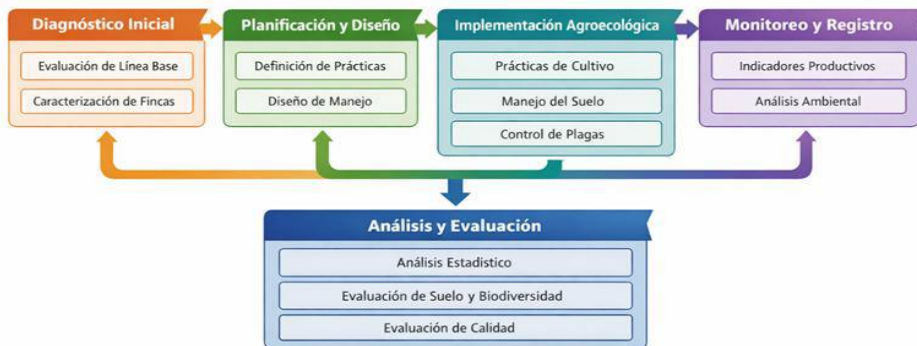 Diagnóstico Inicial
Evaluación de Línea Base
Caracterización de Fincas
Planificación y Diseño
Definición de Prácticas
Diseño de Manejo
Implementación Agroecológica
Prácticas de Cultivo
Manejo del Suelo
Control de Plagas
Monitoreo y Registro
Indicadores Productivos
Análisis Ambiental
Análisis y Evaluación
Análisis Estadistico
Evaluación de Suelo y Biodiversidad
Evaluación de Calidad